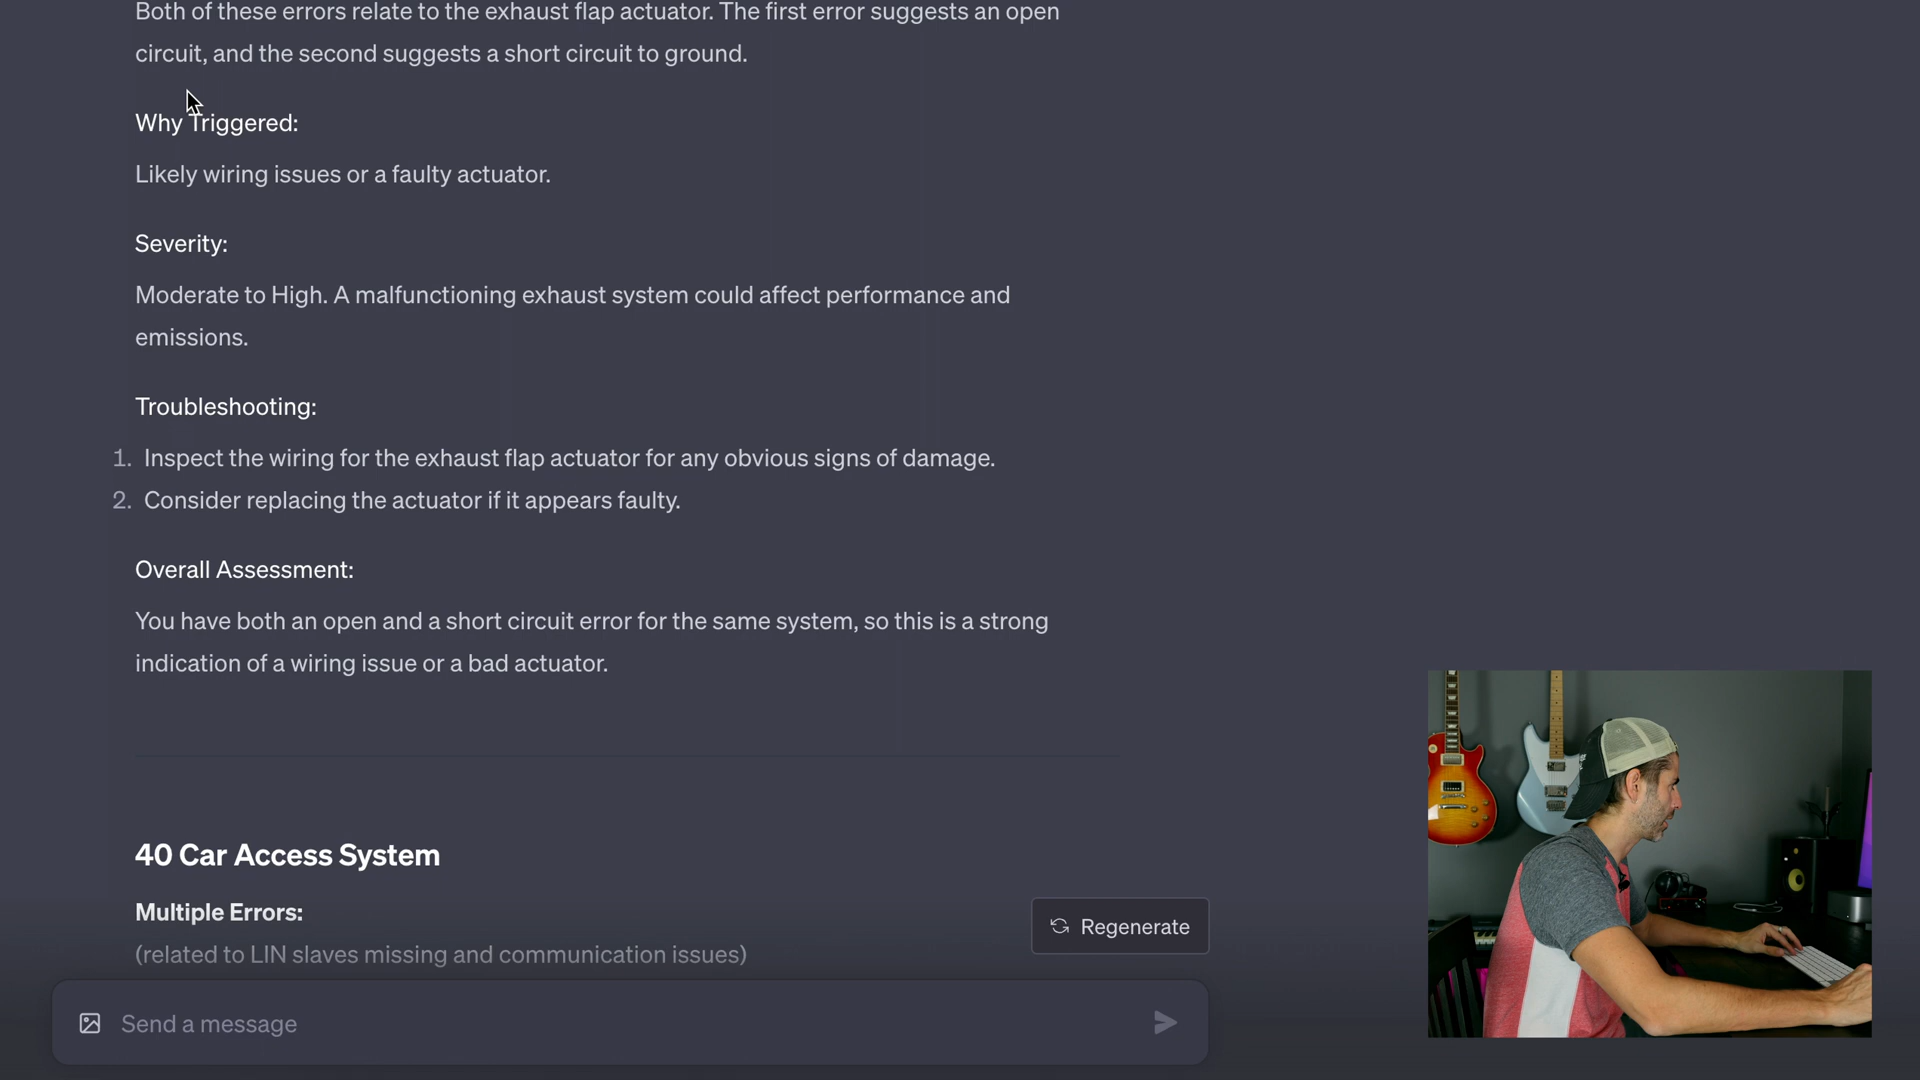 Both of these errors relate to the exhaust flap actuator. The first error suggests an open
circuit, and the second suggests a short circuit to ground.
Why Triggered:
Likely wiring issues or a faulty actuator.
Severity:
Moderate to High. A malfunctioning exhaust system could affect performance and
emissions.
Troubleshooting:
1. Inspect the wiring for the exhaust flap actuator for any obvious signs of damage.
2. Consider replacing the actuator if it appears faulty.
Overall Assessment:
You have both an open and a short circuit error for the same system, so this is a strong
indication of a wiring issue or a bad actuator.
40 Car Access System
Multiple Errors:
(related to LIN slaves missing and communication issues)
Regenerate
Send a message